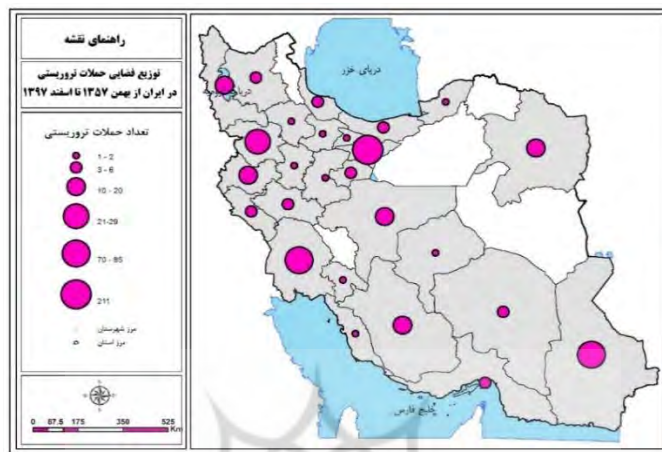 راهنمای نقشه
توزیع فضایی حملات تروریستی
در ایران از بهمن ۱۳۵۷ تا اسفند ۱۳۹۷
تعداد حملات تروریستی
1 - 2
3 - 6
10 - 20
21-29
70 - 85
211
مرز شهرستان
مرز استان
0 87.5 175 350 525
Km
دریای خزر
خلیج فارس